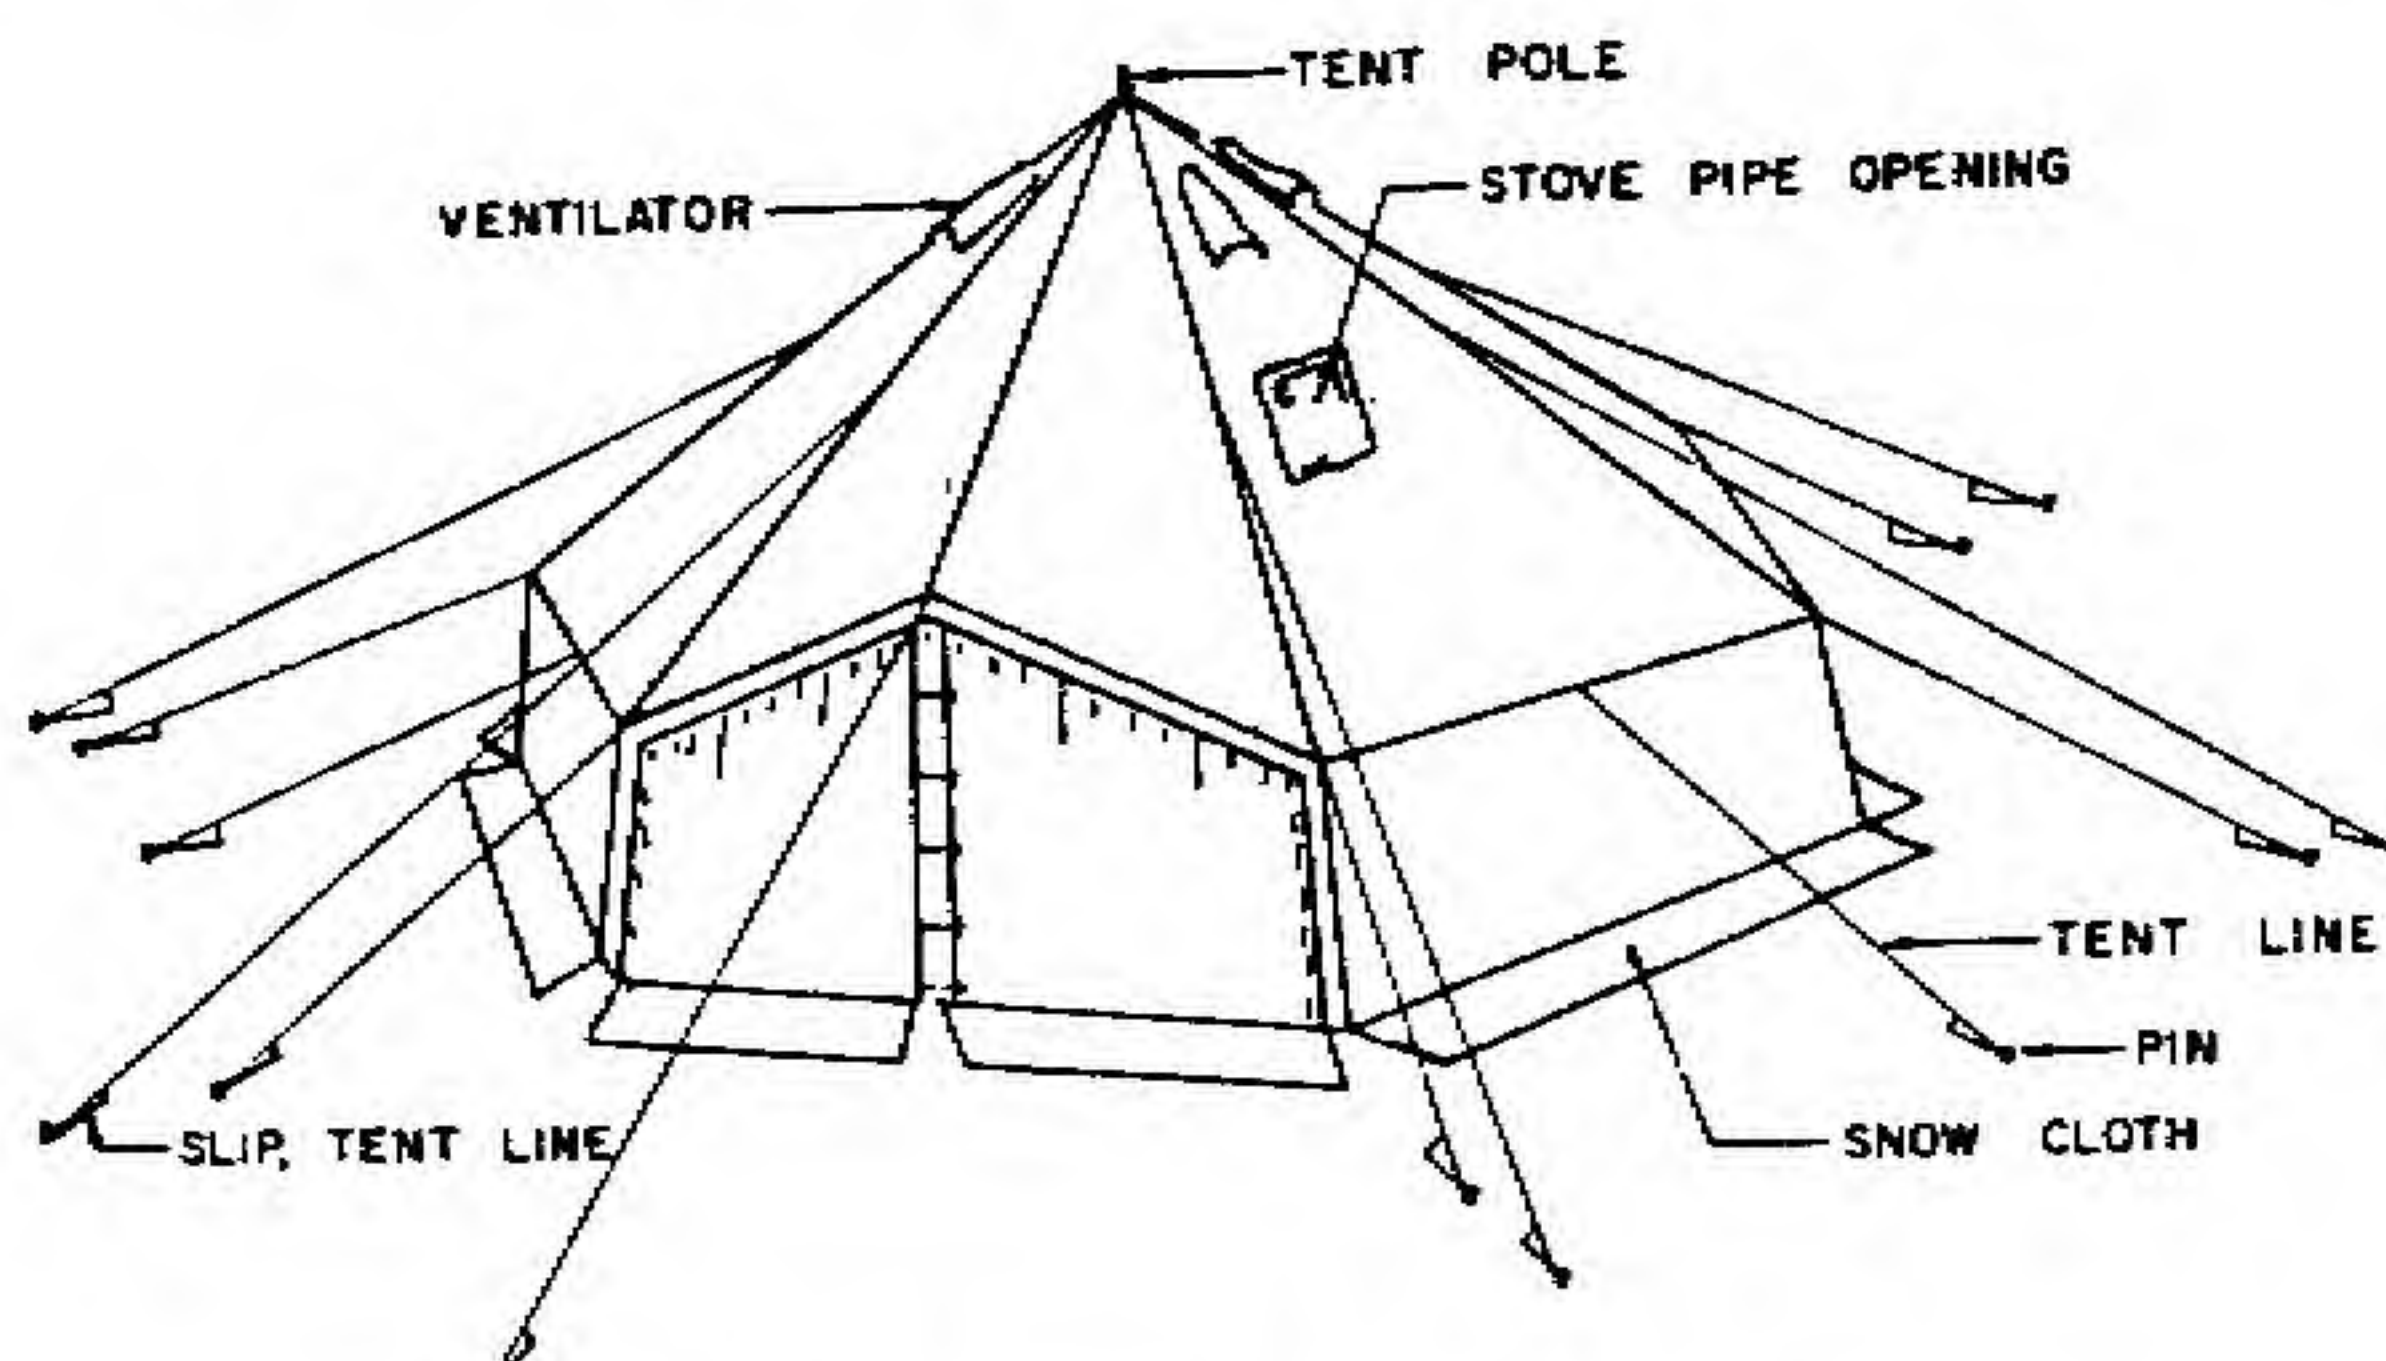 TENT POLE
STOVE PIPE OPENING
VENTILATOR
TENT LINE
PIN
SNOW CLOTH
SLIP, TENT LINE